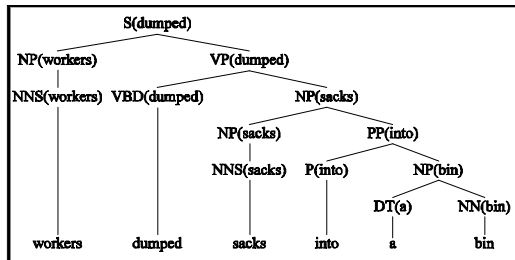 S(dumped)
NP(workers) VP(dumped)
NNS(workers) VBD(dumped) NP(sacks)
NP(sacks) PP(into)
NNS(sacks) P(into) NP(bin)
DT(a) NN(bin)
workers dumped sacks into a bin